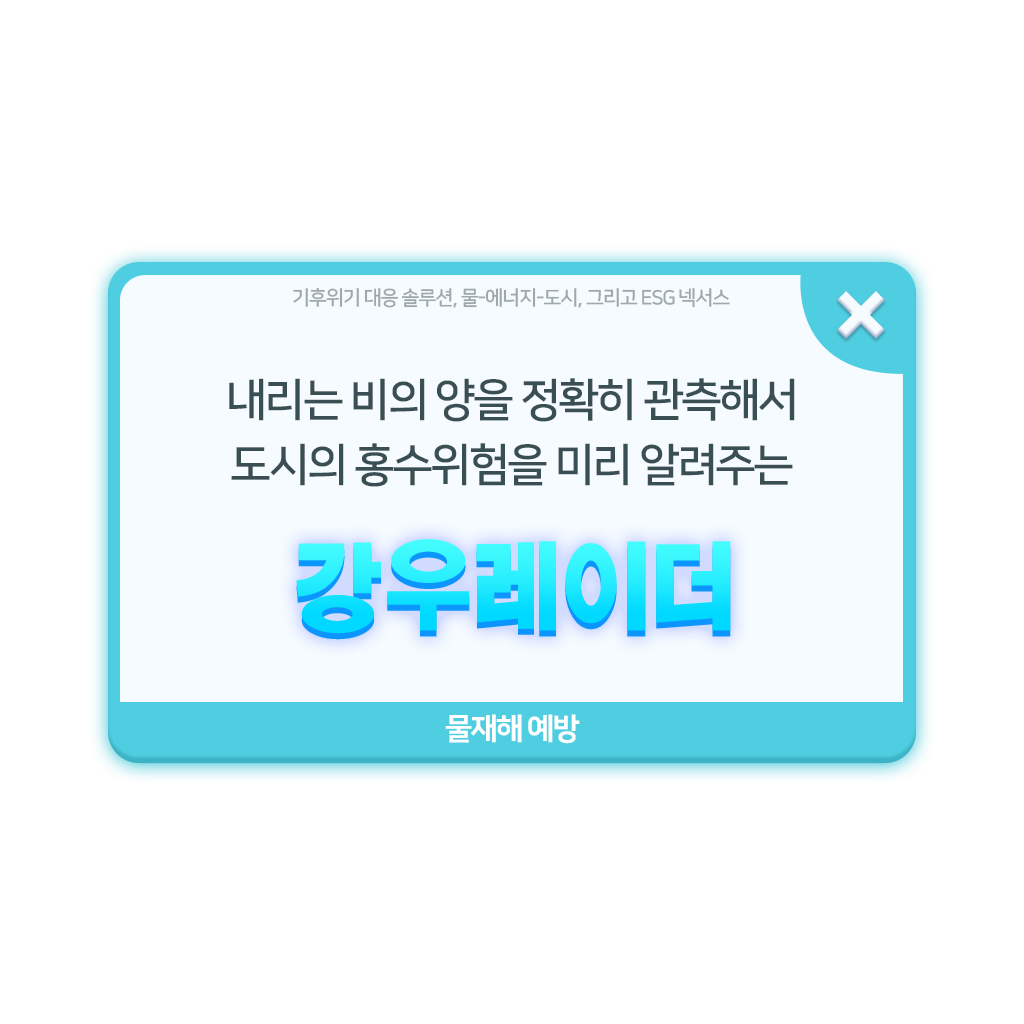 기후위기 대응 솔루션, 물-에너지-도시, 그리고 ESG 넥서스
내리는 비의 양을 정확히 관측해서
도시의 홍수위험을 미리 알려주는
강우레이더
물재해 예방